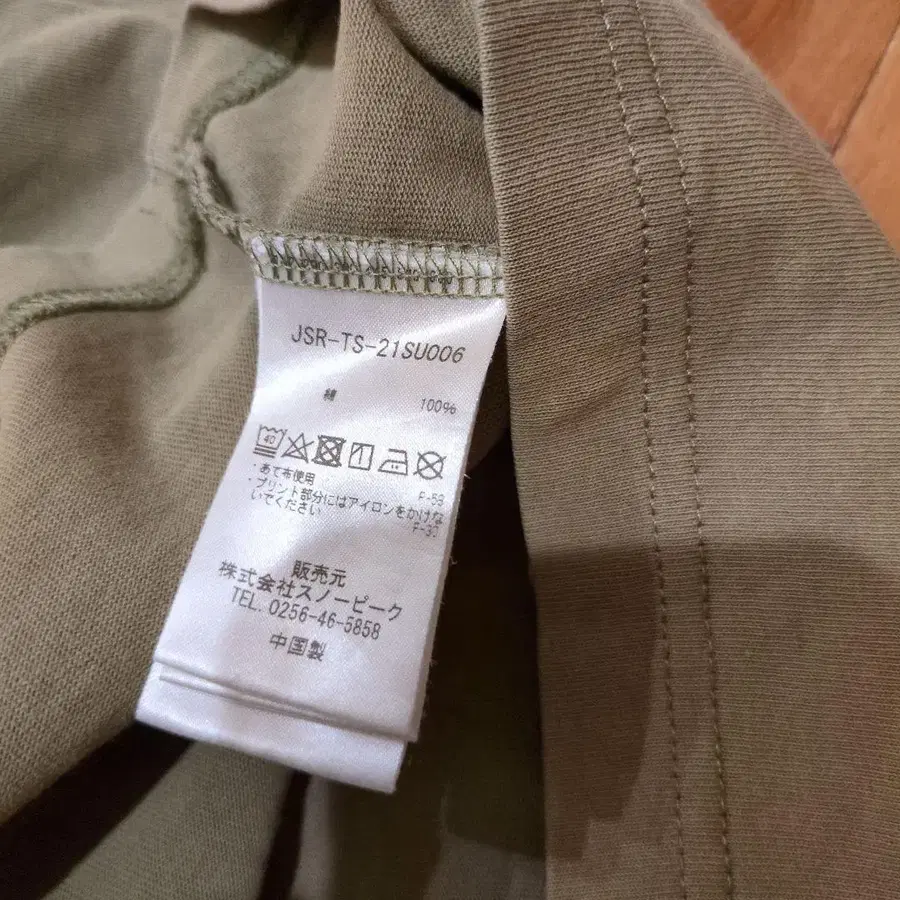 JSR-TS-21SU006
綿 100%
40
・あて布使用
F-58
・プリント部分にはアイロンをかけな
いでください
F-30
販売元
株式会社スノーピーク
TEL. 0256-46-5858
中国製